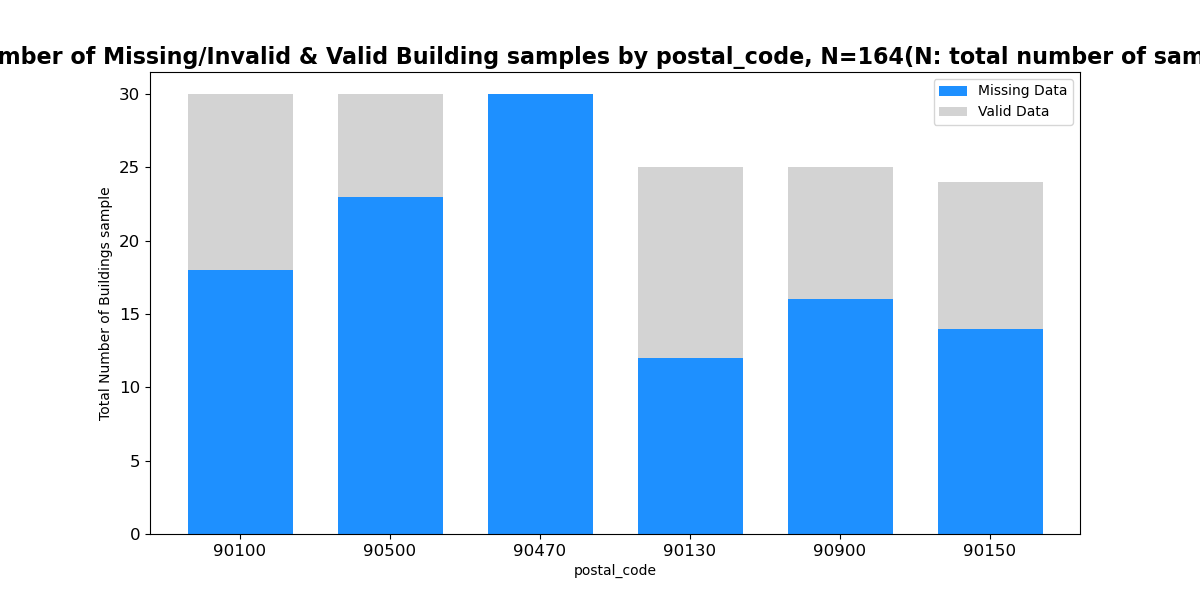 mber of Missing/Invalid & Valid Building samples by postal_code, N=164(N: total number of sam
Missing Data
Valid Data
Total Number of Buildings sample
30
25
20
15
10
5
0
90100 90500 90470 90130 90900 90150
postal_code